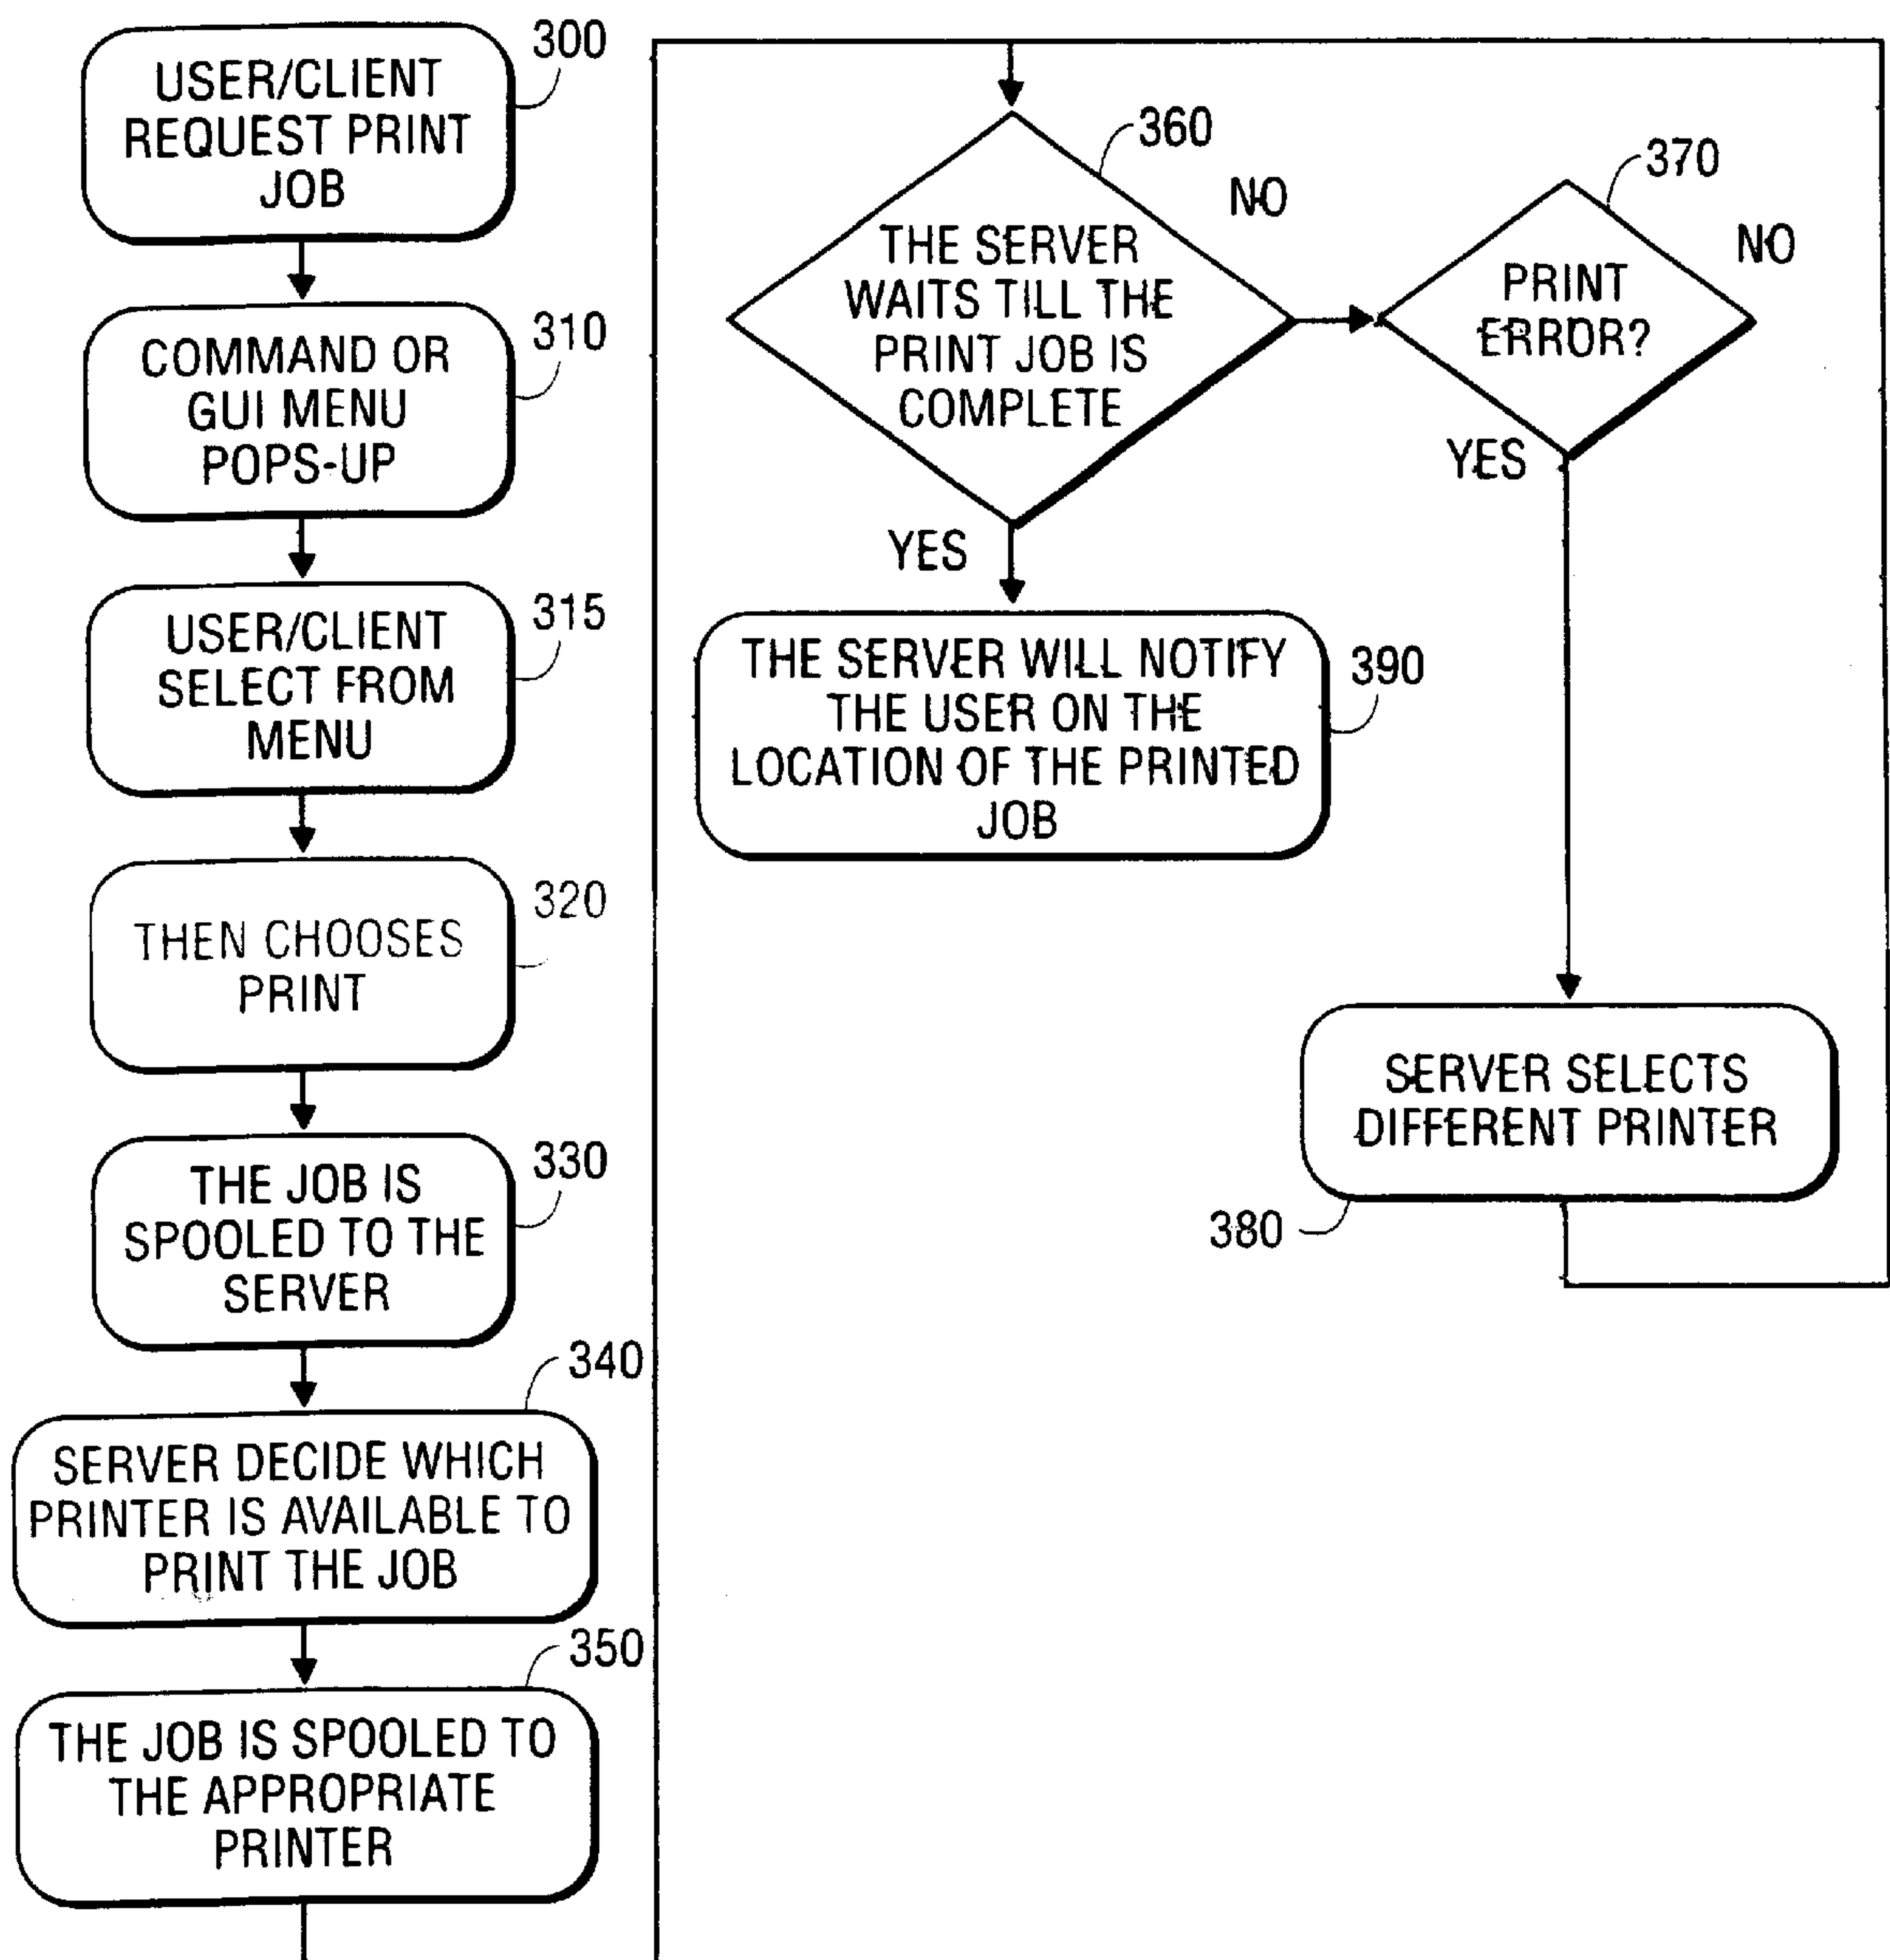 300
USER/CLIENT
REQUEST PRINT
JOB
310
COMMAND OR
GUI MENU
POPS-UP
315
USER/CLIENT
SELECT FROM
MENU
320
THEN CHOOSES
PRINT
330
THE JOB IS
SPOOLED TO THE
SERVER
340
SERVER DECIDE WHICH
PRINTER IS AVAILABLE TO
PRINT THE JOB
350
THE JOB IS SPOOLED TO
THE APPROPRIATE
PRINTER
360
NO
THE SERVER
WAITS TILL THE
PRINT JOB IS
COMPLETE
YES
370
NO
PRINT
ERROR?
YES
390
THE SERVER WILL NOTIFY
THE USER ON THE
LOCATION OF THE PRINTED
JOB
SERVER SELECTS
DIFFERENT PRINTER
380